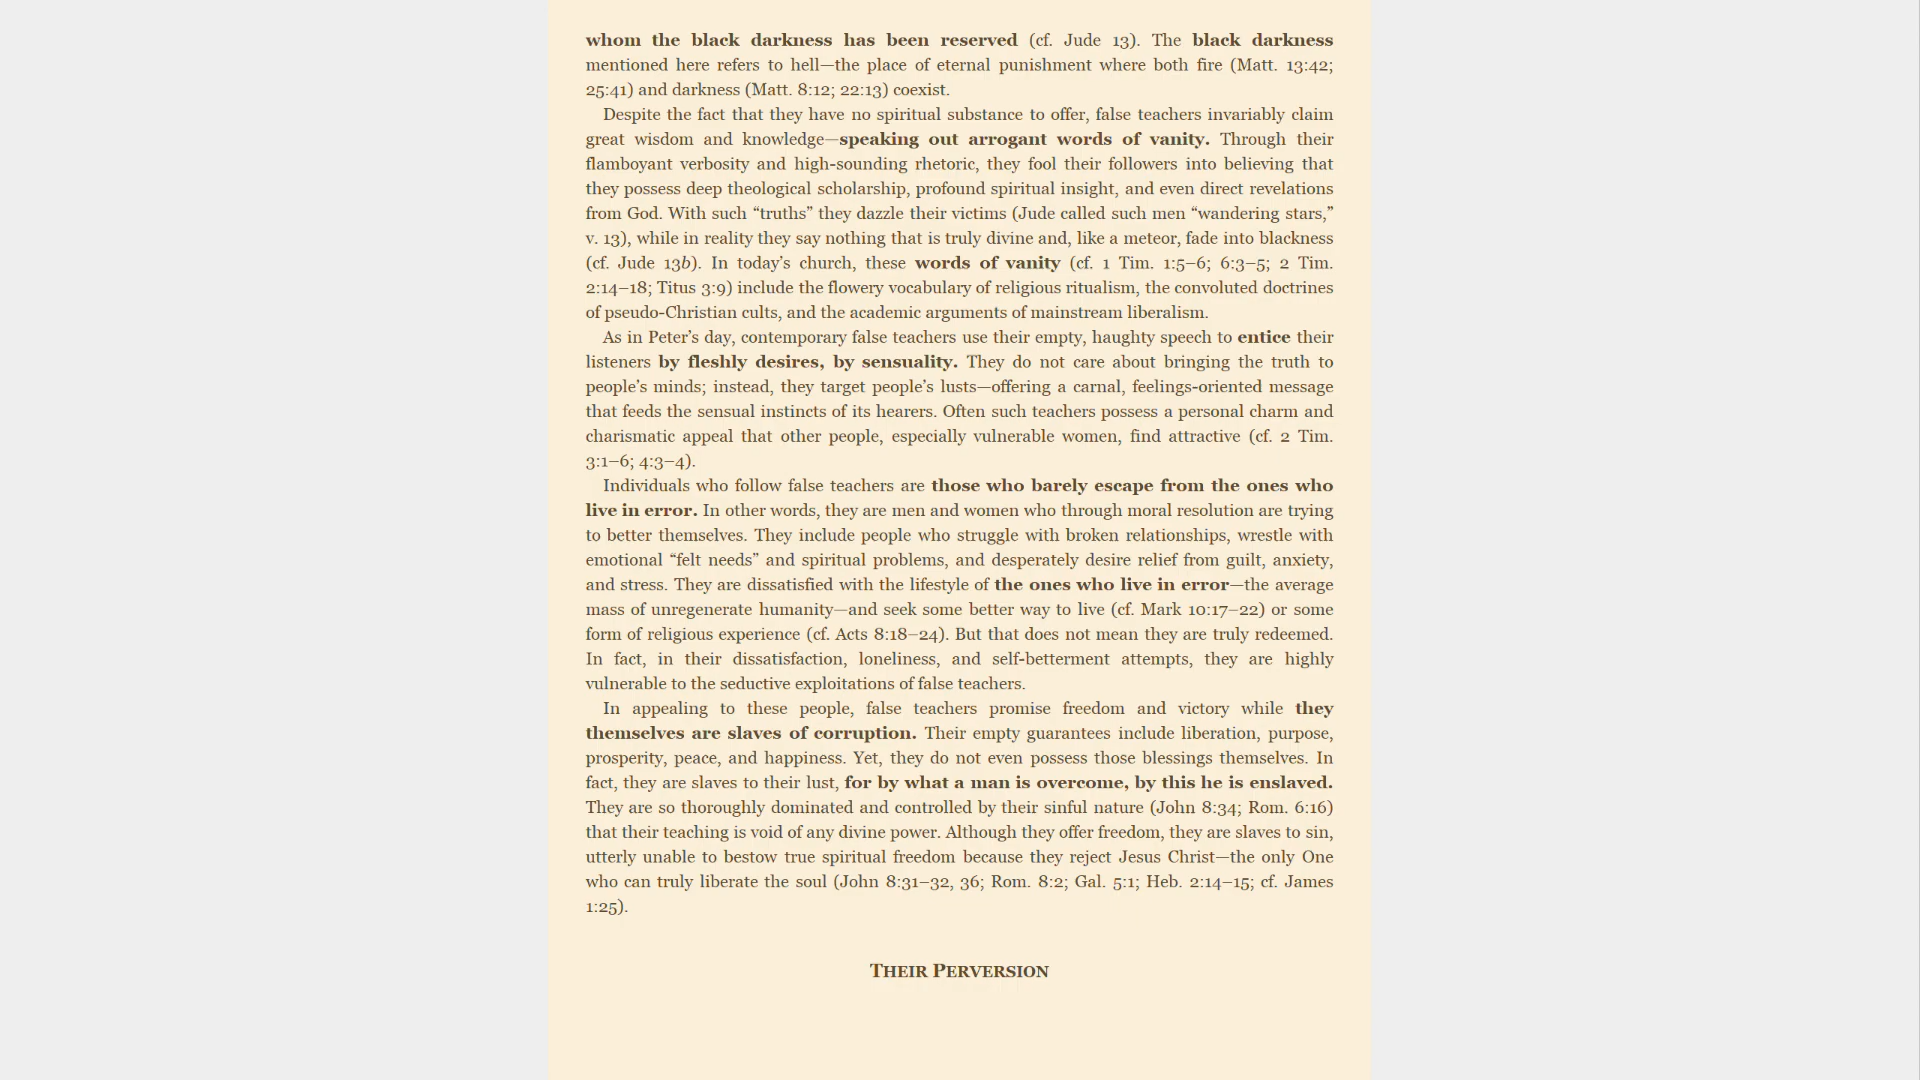 whom the black darkness has been reserved (cf. Jude 13). The black darkness
mentioned here refers to hell—the place of eternal punishment where both fire (Matt. 13:42;
25:41) and darkness (Matt. 8:12; 22:13) coexist.
Despite the fact that they have no spiritual substance to offer, false teachers invariably claim
great wisdom and knowledge—speaking out arrogant words of vanity. Through their
flamboyant verbosity and high-sounding rhetoric, they fool their followers into believing that
they possess deep theological scholarship, profound spiritual insight, and even direct revelations
from God. With such “truths” they dazzle their victims (Jude called such men “wandering stars,”
v. 13), while in reality they say nothing that is truly divine and, like a meteor, fade into blackness
(cf. Jude 13b). In today’s church, these words of vanity (cf. 1 Tim. 1:5–6; 6:3–5; 2 Tim.
2:14–18; Titus 3:9) include the flowery vocabulary of religious ritualism, the convoluted doctrines
of pseudo-Christian cults, and the academic arguments of mainstream liberalism.
As in Peter’s day, contemporary false teachers use their empty, haughty speech to entice their
listeners by fleshly desires, by sensuality. They do not care about bringing the truth to
people’s minds; instead, they target people’s lusts—offering a carnal, feelings-oriented message
that feeds the sensual instincts of its hearers. Often such teachers possess a personal charm and
charismatic appeal that other people, especially vulnerable women, find attractive (cf. 2 Tim.
3:1–6; 4:3–4).
Individuals who follow false teachers are those who barely escape from the ones who
live in error. In other words, they are men and women who through moral resolution are trying
to better themselves. They include people who struggle with broken relationships, wrestle with
emotional “felt needs” and spiritual problems, and desperately desire relief from guilt, anxiety,
and stress. They are dissatisfied with the lifestyle of the ones who live in error—the average
mass of unregenerate humanity—and seek some better way to live (cf. Mark 10:17–22) or some
form of religious experience (cf. Acts 8:18–24). But that does not mean they are truly redeemed.
In fact, in their dissatisfaction, loneliness, and self-betterment attempts, they are highly
vulnerable to the seductive exploitations of false teachers.
In appealing to these people, false teachers promise freedom and victory while they
themselves are slaves of corruption. Their empty guarantees include liberation, purpose,
prosperity, peace, and happiness. Yet, they do not even possess those blessings themselves. In
fact, they are slaves to their lust, for by what a man is overcome, by this he is enslaved.
They are so thoroughly dominated and controlled by their sinful nature (John 8:34; Rom. 6:16)
that their teaching is void of any divine power. Although they offer freedom, they are slaves to sin,
utterly unable to bestow true spiritual freedom because they reject Jesus Christ—the only One
who can truly liberate the soul (John 8:31–32, 36; Rom. 8:2; Gal. 5:1; Heb. 2:14–15; cf. James
1:25).
THEIR PERVERSION